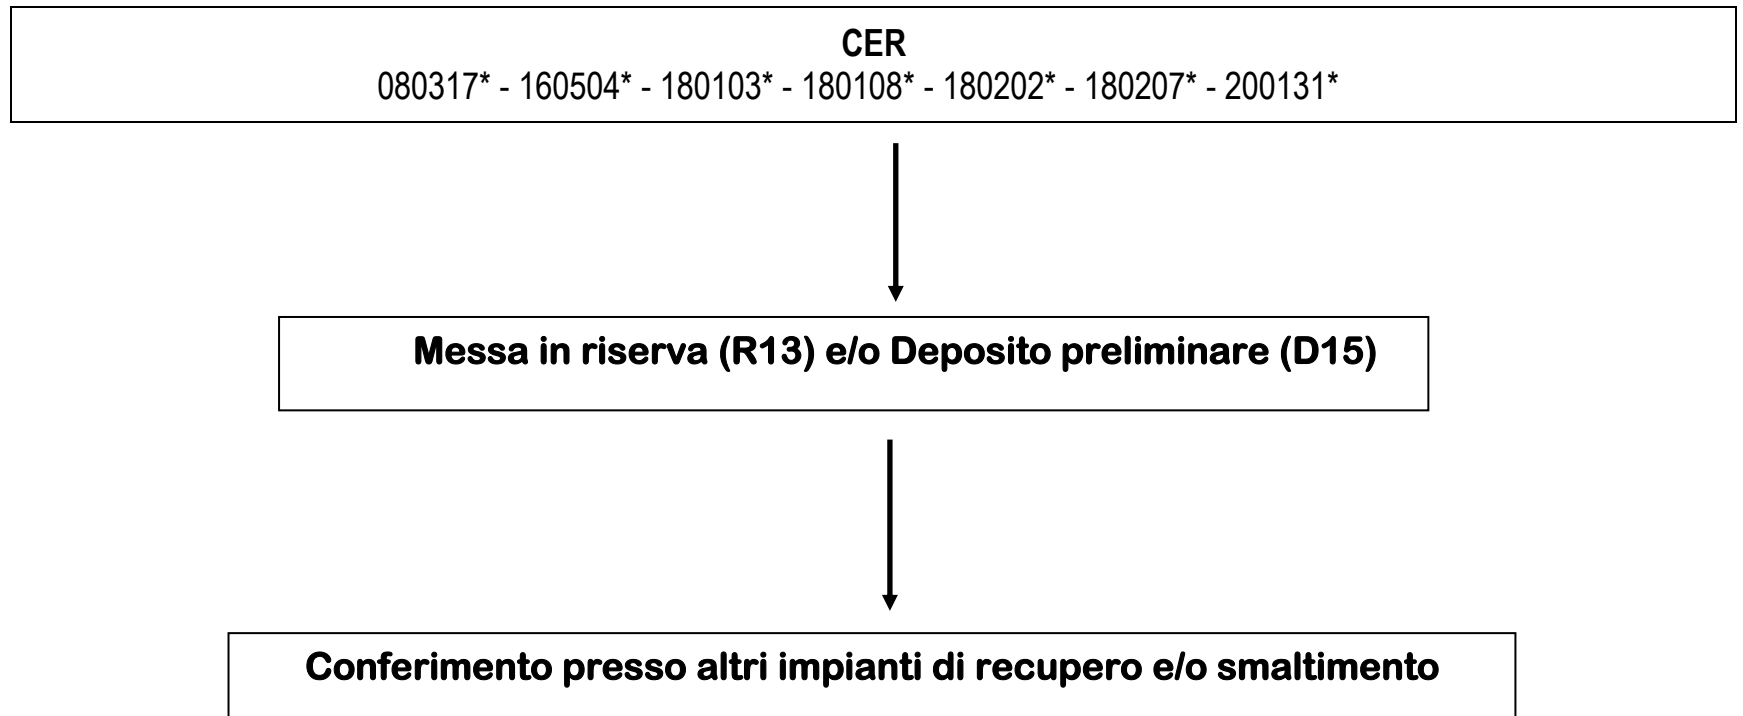 CER
080317* - 160504* - 180103* - 180108* - 180202* - 180207* - 200131*
Messa in riserva (R13) e/o Deposito preliminare (D15)
Conferimento presso altri impianti di recupero e/o smaltimento